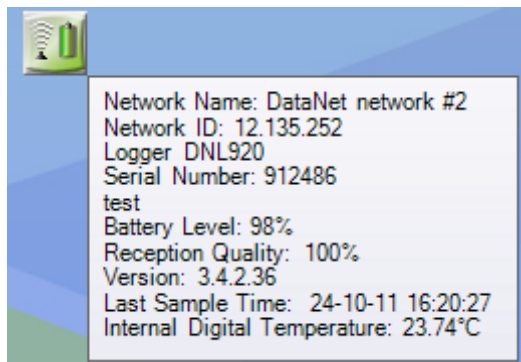 Network Name: DataNet network #2
Network ID: 12.135.252
Logger DNL920
Serial Number: 912486
test
Battery Level: 98%
Reception Quality: 100%
Version: 3.4.2.36
Last Sample Time: 24-10-11 16:20:27
Internal Digital Temperature: 23.74°C